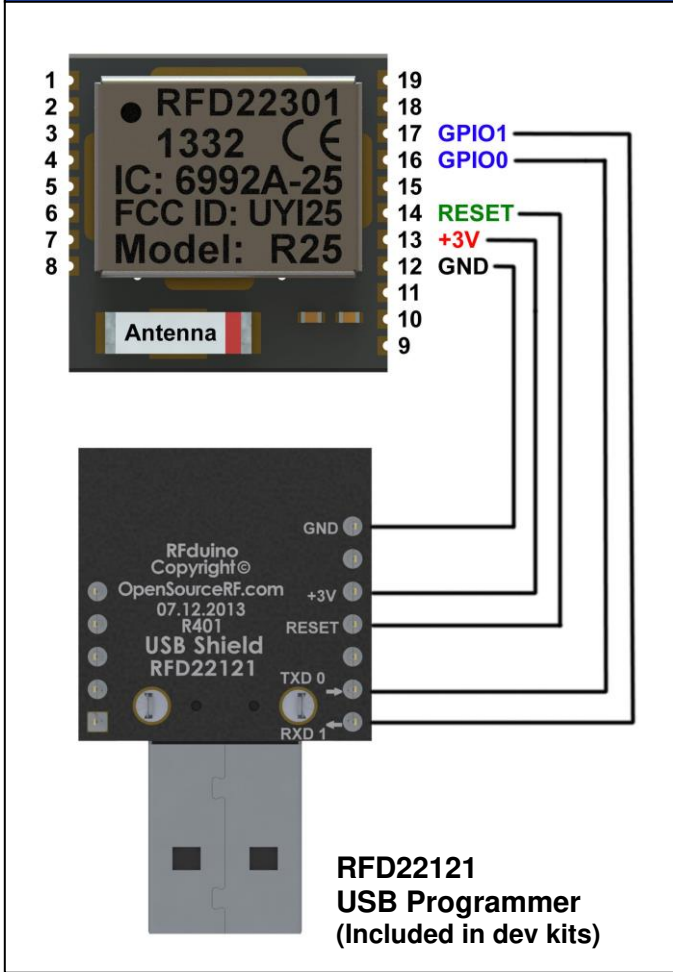 1
2
3
4
5
6
7
8
RFD22301
1332 CE
IC: 6992A-25
FCC ID: UYI25
Model: R25
Antenna
19
18
17 GPIO1
16 GPIO0
15
14 RESET
13 +3V
12 GND
11
10
9
RFduino
Copyright©
OpenSourceRF.com
07.12.2013
R401
USB Shield
RFD22121
GND
+3V
RESET
TXD 0
RXD 1
RFD22121
USB Programmer
(Included in dev kits)